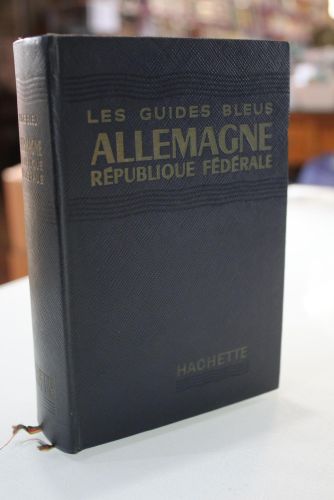 LES GUIDES BLEUS
ALLEMAGNE
RÉPUBLIQUE FÉDÉRALE
HACHETTE